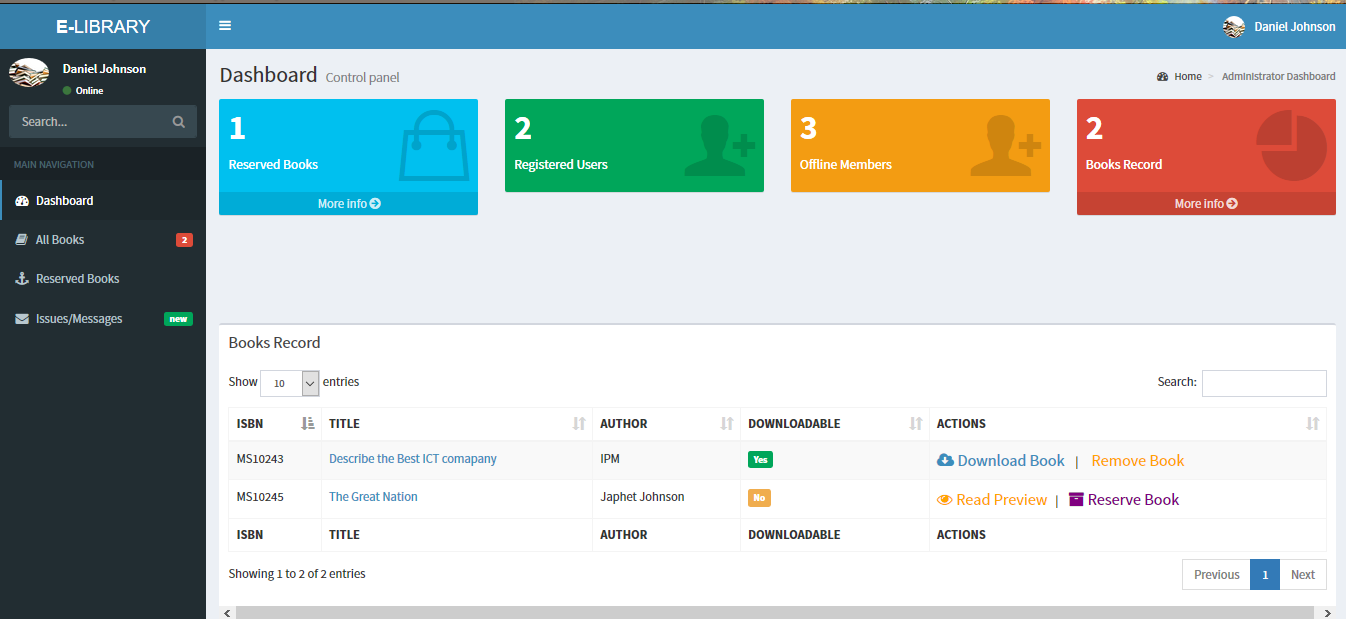 E-LIBRARY
Daniel Johnson
Daniel Johnson
Online
Search...
MAIN NAVIGATION
Dashboard
All Books 2
Reserved Books
Issues/Messages new
Dashboard Control panel
Home > Administrator Dashboard
1
Reserved Books
More info
2
Registered Users
3
Offline Members
2
Books Record
More info
Books Record
Show 10 entries Search:
ISBN TITLE AUTHOR DOWNLOADABLE ACTIONS
MS10243 Describe the Best ICT comapany IPM Yes Download Book | Remove Book
MS10245 The Great Nation Japhet Johnson No Read Preview | Reserve Book
ISBN TITLE AUTHOR DOWNLOADABLE ACTIONS
Showing 1 to 2 of 2 entries Previous 1 Next